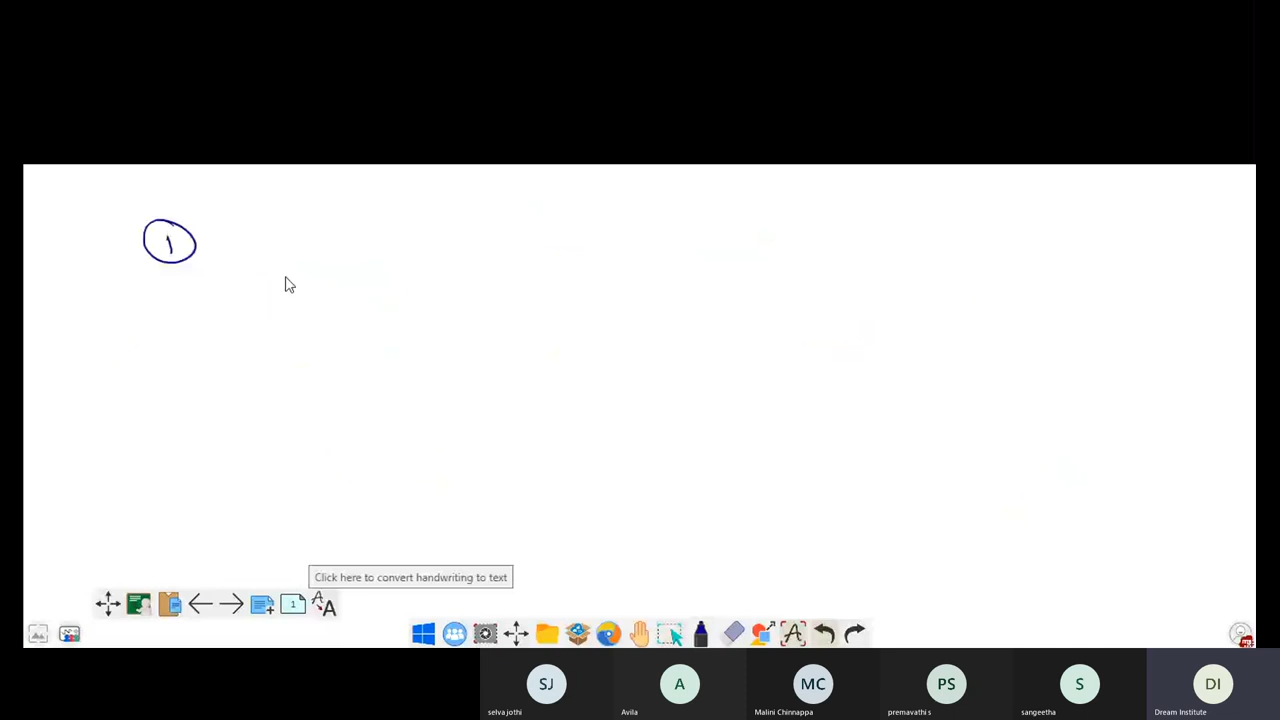 1
Click here to convert handwriting to text
1
A
A
A
SJ
A
MC
PS
S
DI
selva jothi
Avila
Malini Chinnappa
premavathi s
sangeetha
Dream Institute